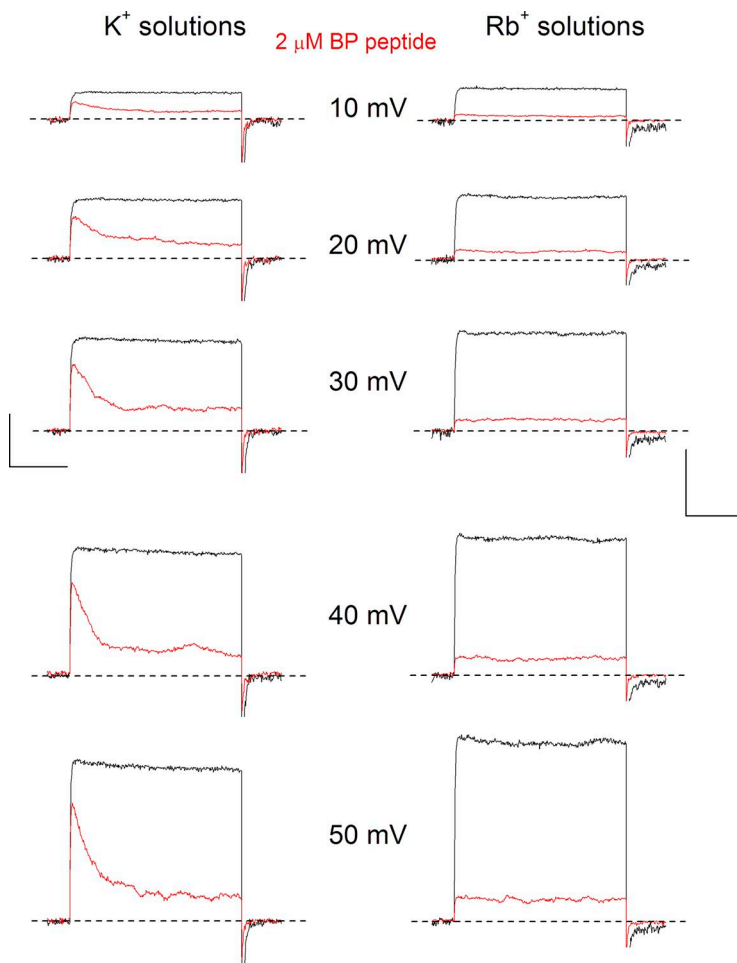 K⁺ solutions
2 μM BP peptide
Rb⁺ solutions
10 mV
20 mV
30 mV
40 mV
50 mV